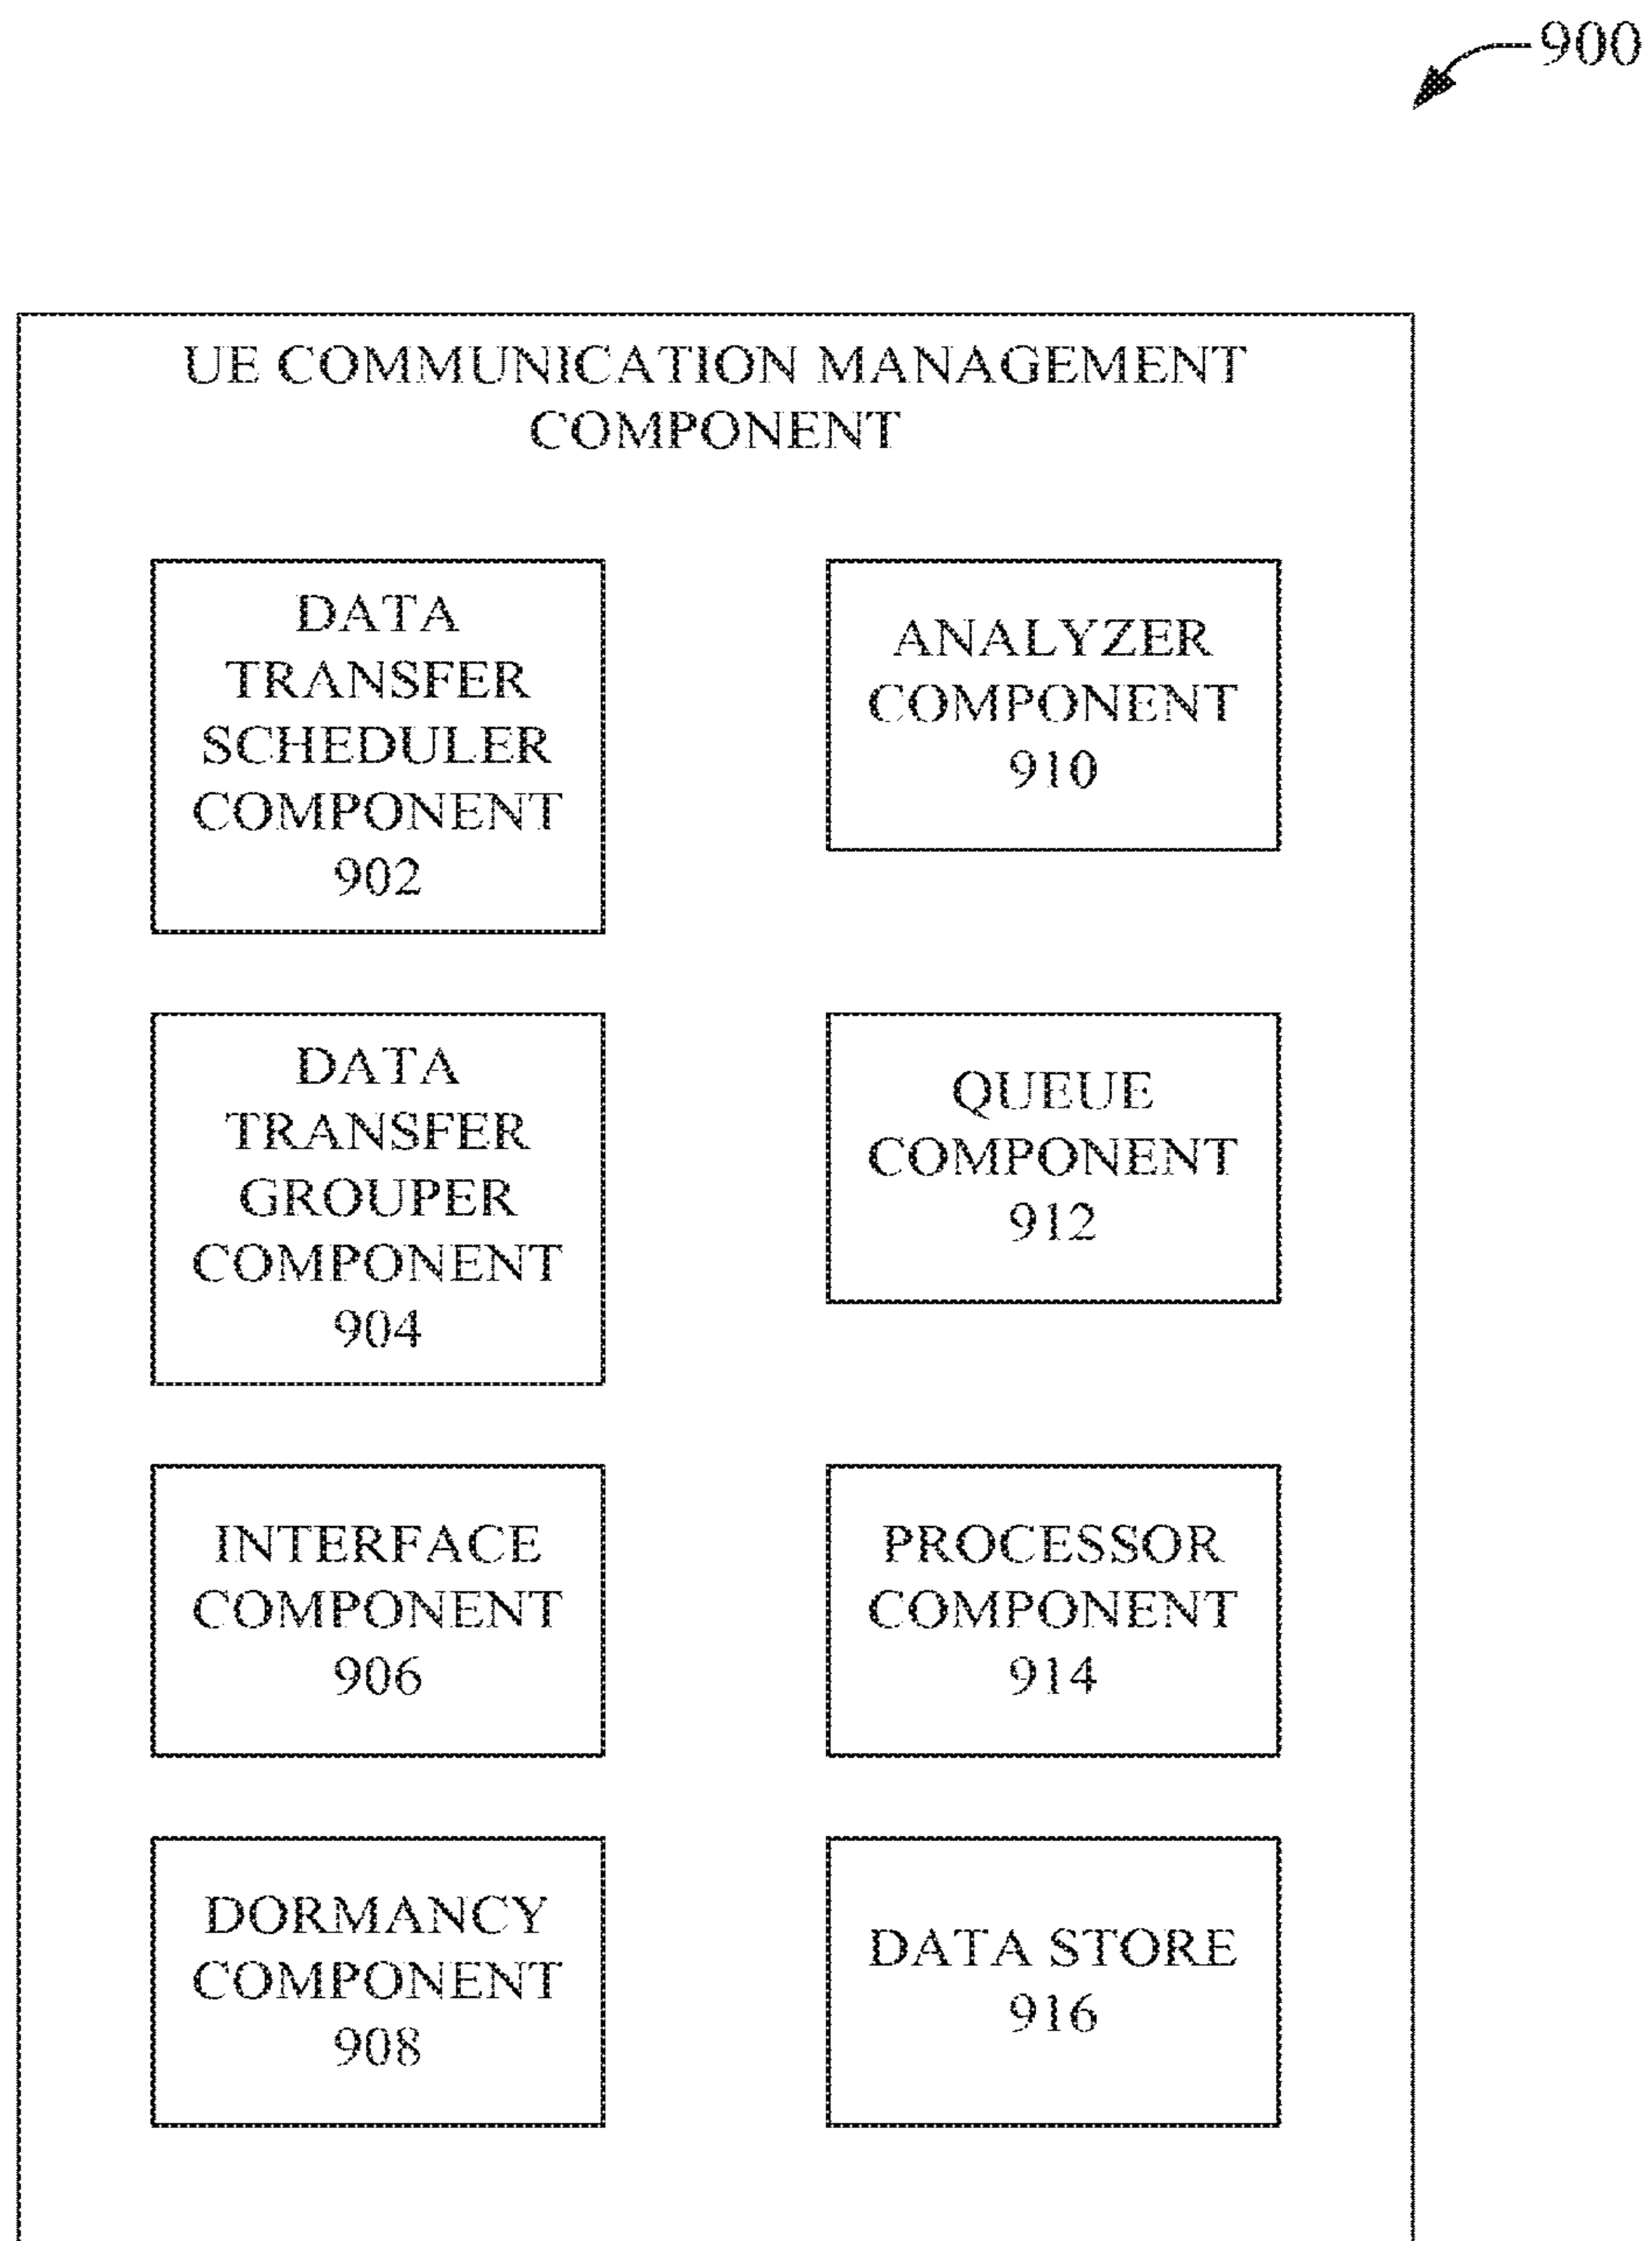 900
UE COMMUNICATION MANAGEMENT
COMPONENT
DATA
TRANSFER
SCHEDULER
COMPONENT
902
ANALYZER
COMPONENT
910
DATA
TRANSFER
GROUPER
COMPONENT
904
QUEUE
COMPONENT
912
INTERFACE
COMPONENT
906
PROCESSOR
COMPONENT
914
DORMANCY
COMPONENT
908
DATA STORE
916